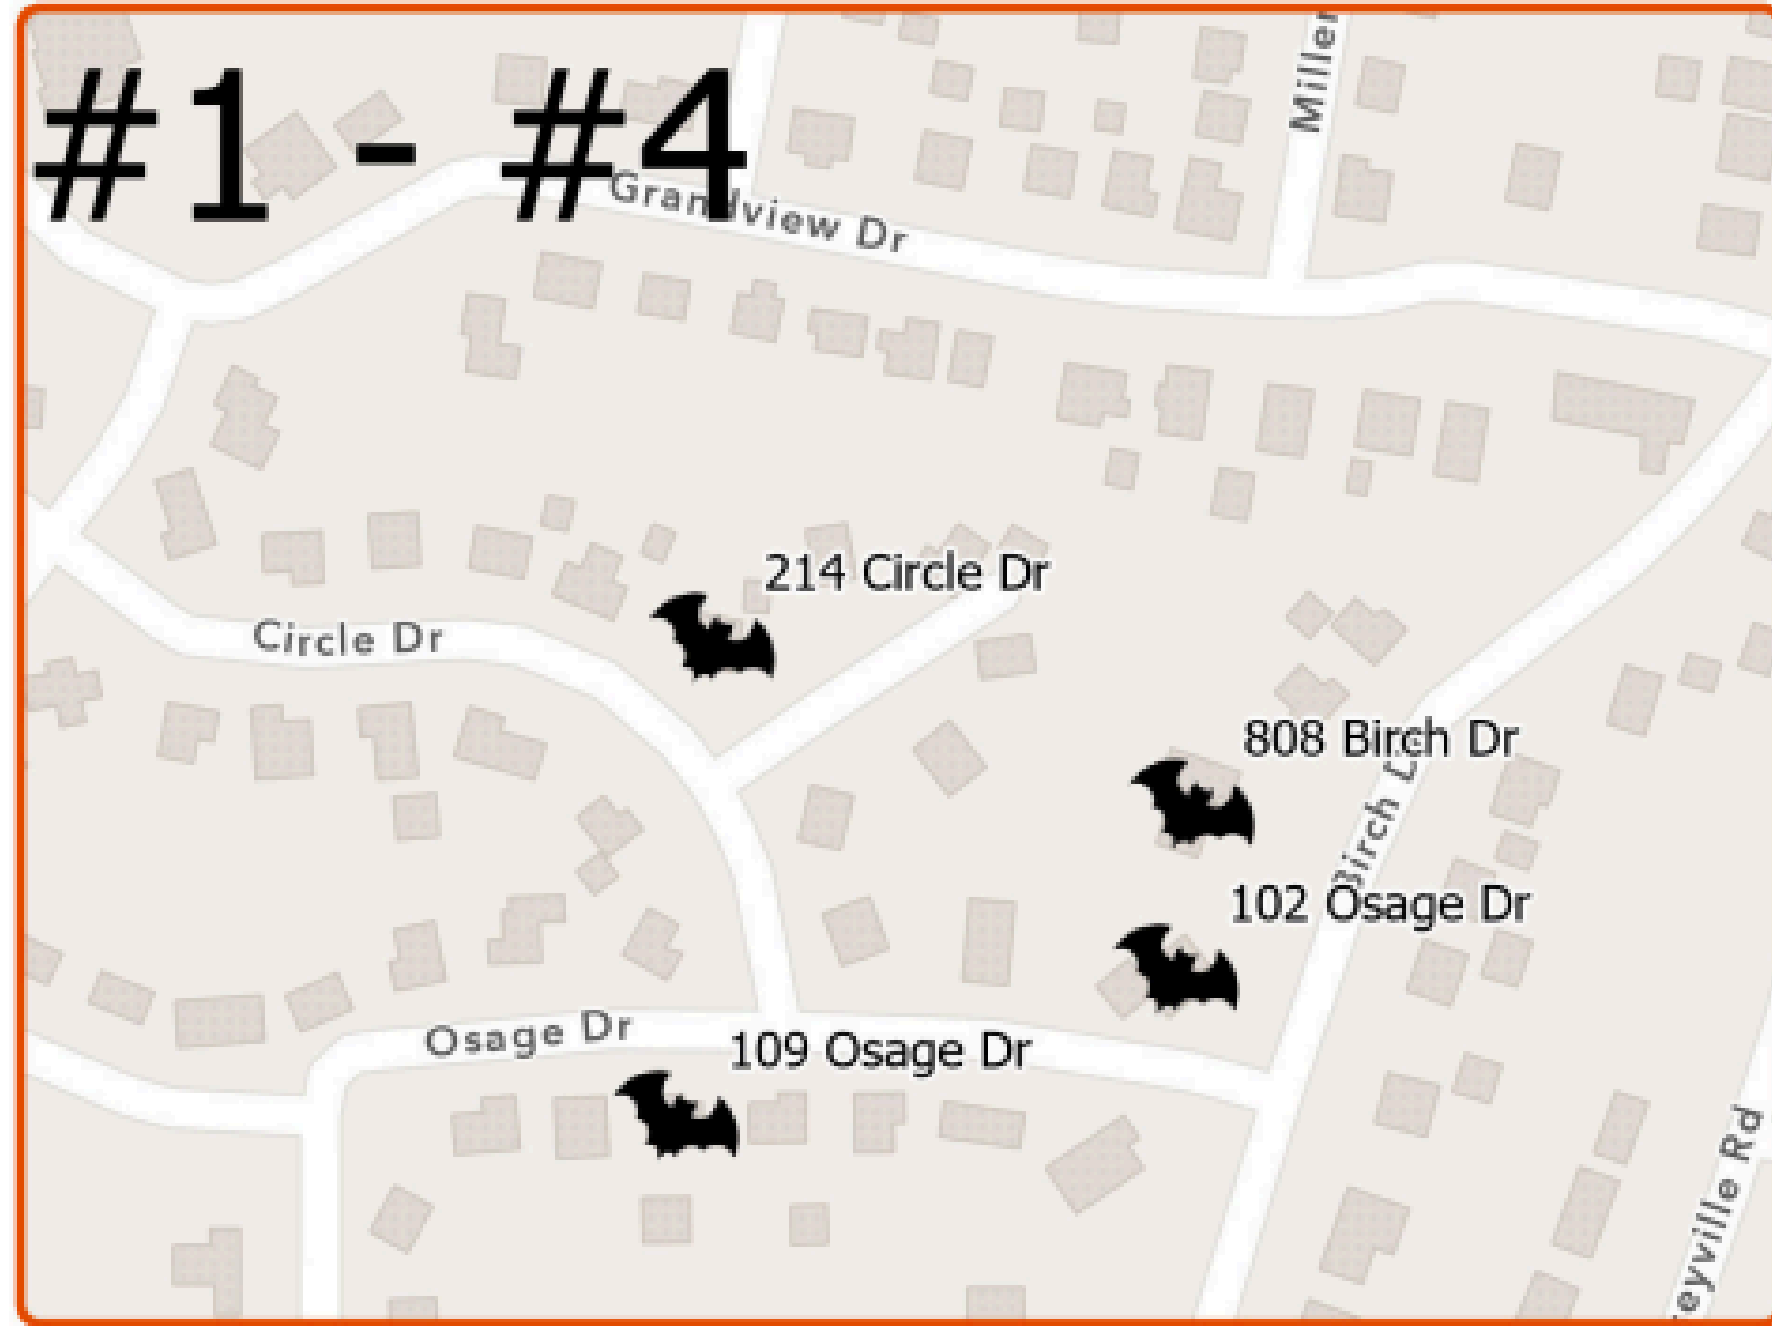 Miller
#1 - #4
Grandview Dr
214 Circle Dr
Circle Dr
808 Birch Dr
Birch
102 Osage Dr
Osage Dr
109 Osage Dr
eyville Rd